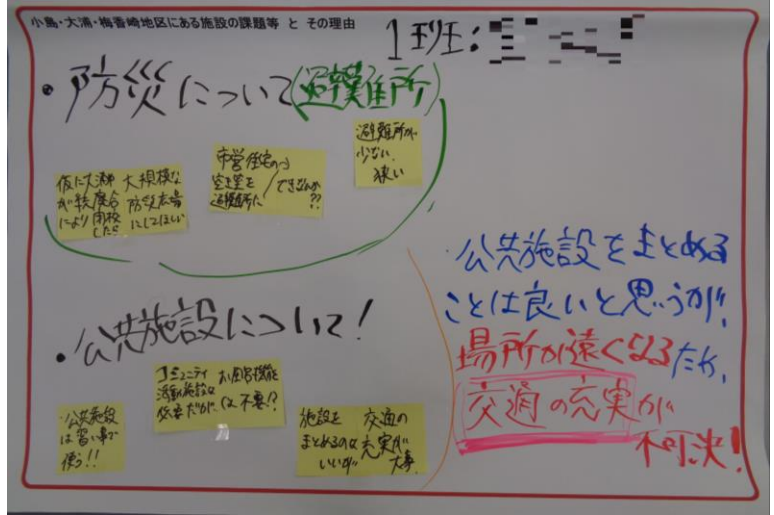 小島・大浦・梅香崎地区にある施設の課題等 と その理由
1班:
・防災について(避難住所)
避難所が
少ない、
狭い
市営住宅の
空き室を
避難所に
できないか
??
仮に大浦
が統廃合
により閉校
したら
大規模な
防災広場
にしてほしい
・公共施設について!
コミュニティ
活動施設は
必要だが、
お風呂機能
は不要!?
・公共施設
は習い事で
使う!!
施設を
まとめるのは
いいが
交通の
充実が
大事
・公共施設をまとめる
ことは良いと思うが、
場所が遠くなるため、
交通の充実が
不可決!